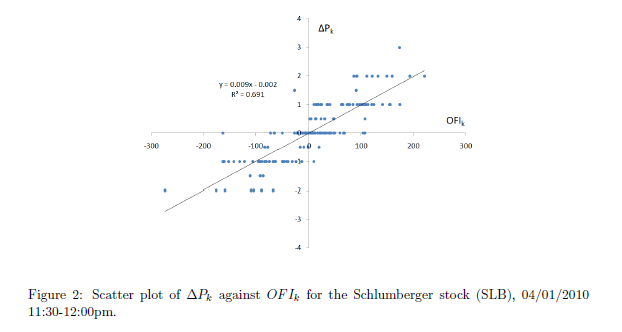 4
ΔPk
3
2
y = 0.009x - 0.002
R² = 0.691
1
OFIk
0
-300 -200 -100 0 100 200 300
-1
-2
-3
-4
Figure 2: Scatter plot of ΔPk against OFIk for the Schlumberger stock (SLB), 04/01/2010
11:30-12:00pm.